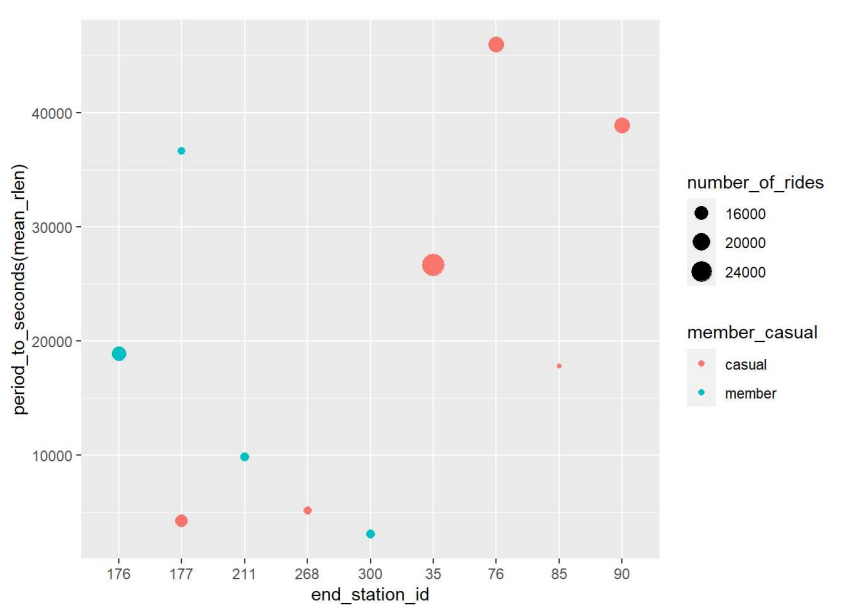 period_to_seconds(mean_rlen)
40000
30000
20000
10000
176 177 211 268 300 35 76 85 90
end_station_id
number_of_rides
16000
20000
24000
member_casual
casual
member